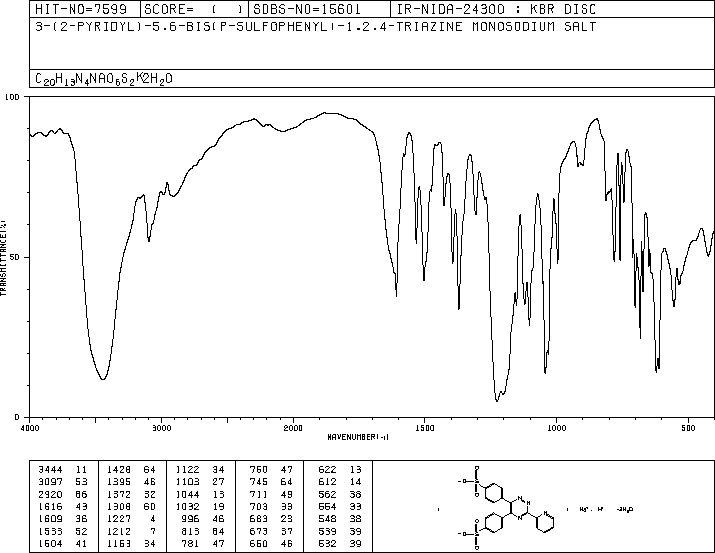 HIT-NO=7599 SCORE= ( ) SDBS-NO=15601 IR-NIDA-24300 : KBR DISC
3-(2-PYRIDYL)-5.6-BIS(P-SULFOPHENYL)-1.2.4-TRIAZINE MONOSODIUM SALT
C20H13N4NAO6S2K2H2O
100
50
0
TRANSMITTANCE(%)
4000 3000 2000 1500 1000 500
WAVENUMBER(-1)
3444 11 1428 64 1122 34 760 47 622 13
3097 53 1395 46 1103 27 745 64 612 14
2920 66 1372 32 1044 13 711 49 562 36
1616 43 1308 60 1032 19 703 33 554 33
1609 36 1227 4 996 46 683 23 548 38
1533 52 1212 7 813 64 673 37 539 39
1504 41 1163 34 781 47 660 46 532 39